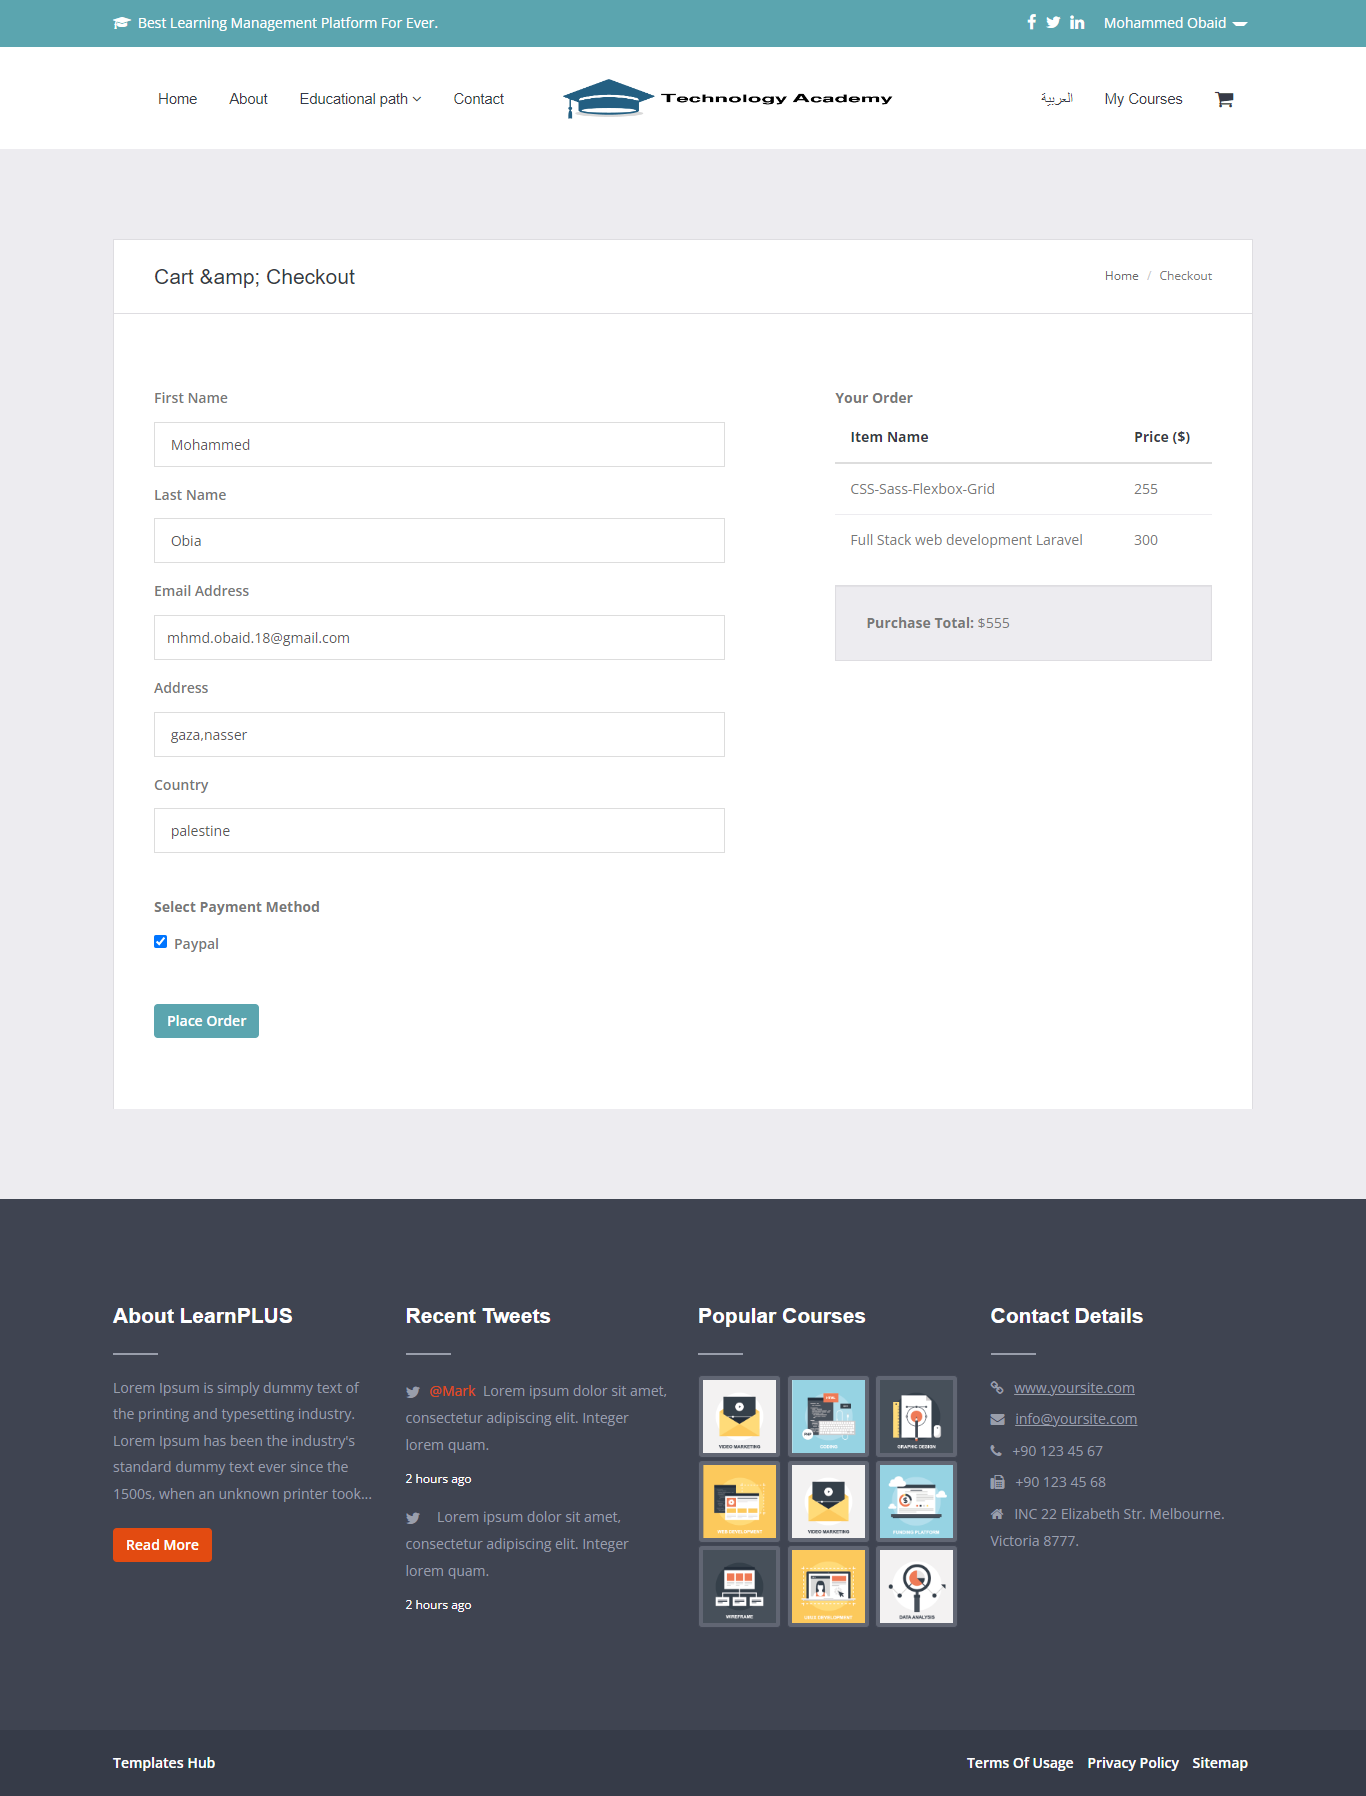 Best Learning Management Platform For Ever.
Mohammed Obaid
Home About Educational path Contact
Technology Academy
العربية My Courses
Cart &amp; Checkout
Home / Checkout
First Name
Mohammed
Last Name
Obia
Email Address
mhmd.obaid.18@gmail.com
Address
gaza,nasser
Country
palestine
Select Payment Method
Paypal
Place Order
Your Order
Item Name Price ($)
CSS-Sass-Flexbox-Grid 255
Full Stack web development Laravel 300
Purchase Total: $555
About LearnPLUS
Lorem Ipsum is simply dummy text of
the printing and typesetting industry.
Lorem Ipsum has been the industry's
standard dummy text ever since the
1500s, when an unknown printer took...
Read More
Recent Tweets
@Mark Lorem ipsum dolor sit amet,
consectetur adipiscing elit. Integer
lorem quam.
2 hours ago
Lorem ipsum dolor sit amet,
consectetur adipiscing elit. Integer
lorem quam.
2 hours ago
Popular Courses
VIDEO MARKETING
CODING
GRAPHIC DESIGN
WEB DEVELOPMENT
VIDEO MARKETING
FUNDING PLATFORM
WIREFRAME
DATA ANALYSIS
Contact Details
www.yoursite.com
info@yoursite.com
+90 123 45 67
+90 123 45 68
INC 22 Elizabeth Str. Melbourne.
Victoria 8777.
Templates Hub
Terms Of Usage Privacy Policy Sitemap